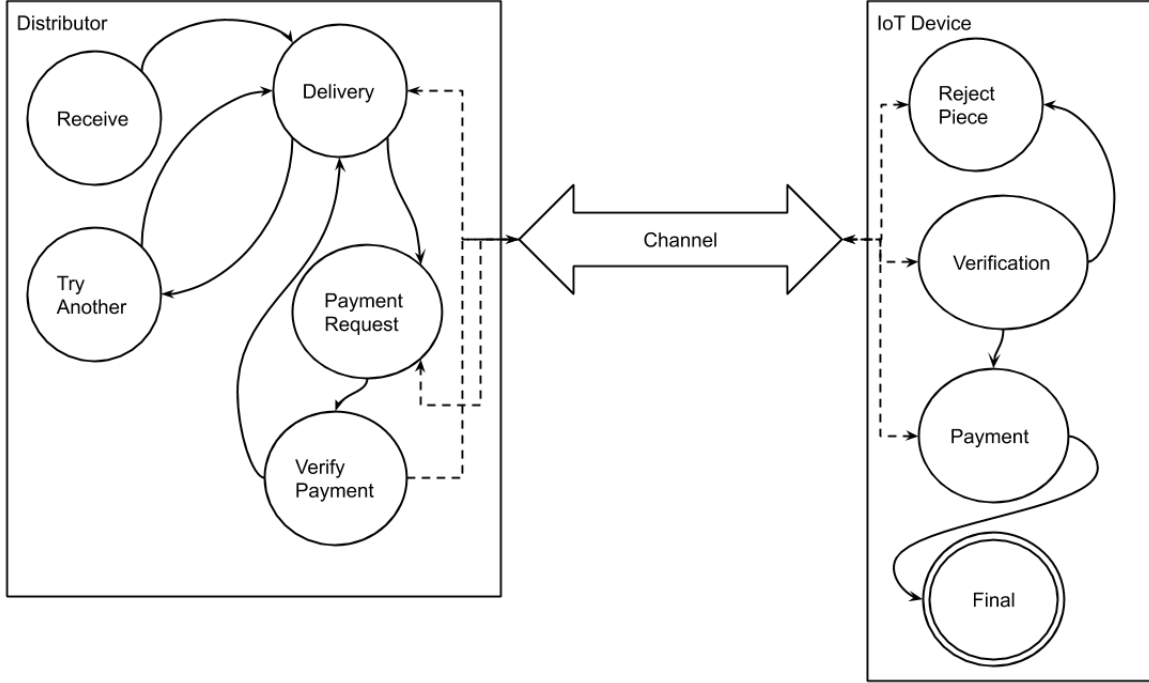 Distributor
Receive
Delivery
Try
Another
Payment
Request
Verify
Payment
Channel
IoT Device
Reject
Piece
Verification
Payment
Final